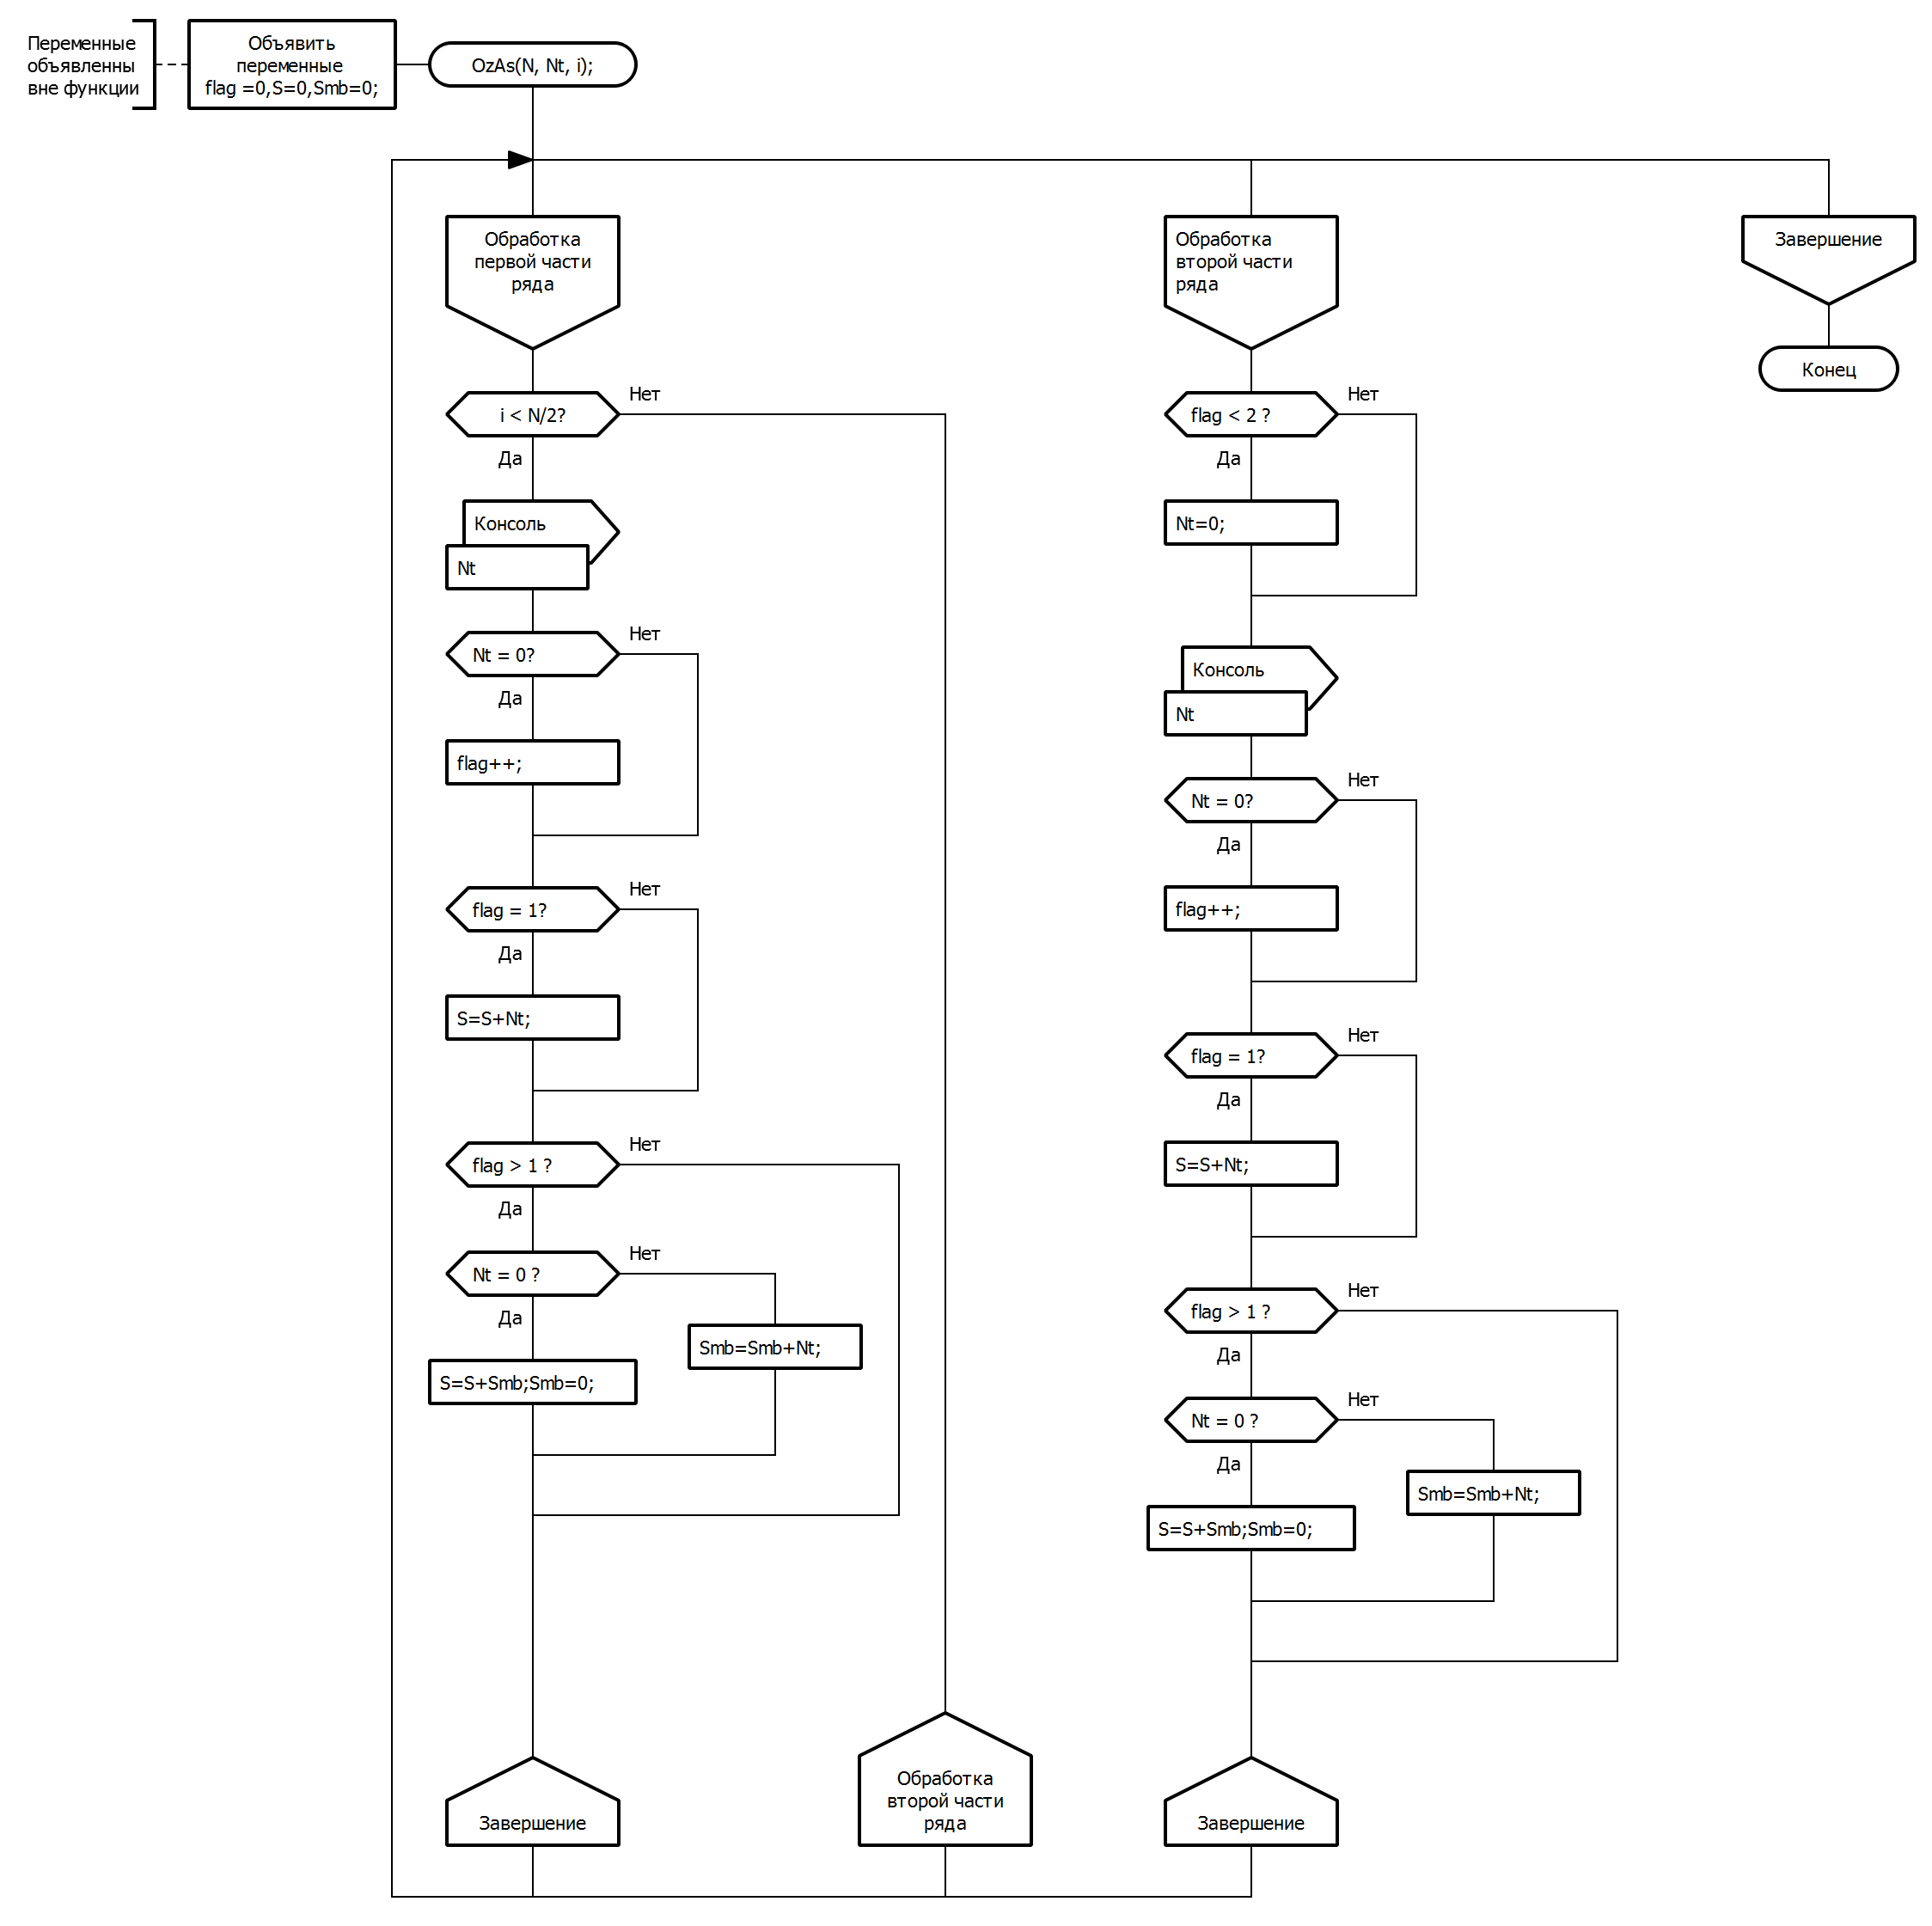 Переменные
объявленны
вне функции
Объявить
переменные
flag =0,S=0,Smb=0;
OzAs(N, Nt, i);
Обработка
первой части
ряда
i < N/2?
Нет
Да
Консоль
Nt
Nt = 0?
Нет
Да
flag++;
flag = 1?
Нет
Да
S=S+Nt;
flag > 1 ?
Нет
Да
Nt = 0 ?
Нет
Да
Smb=Smb+Nt;
S=S+Smb;Smb=0;
Завершение
Обработка
второй части
ряда
Обработка
второй части
ряда
flag < 2 ?
Нет
Да
Nt=0;
Консоль
Nt
Nt = 0?
Нет
Да
flag++;
flag = 1?
Нет
Да
S=S+Nt;
flag > 1 ?
Нет
Да
Nt = 0 ?
Нет
Да
Smb=Smb+Nt;
S=S+Smb;Smb=0;
Завершение
Завершение
Конец